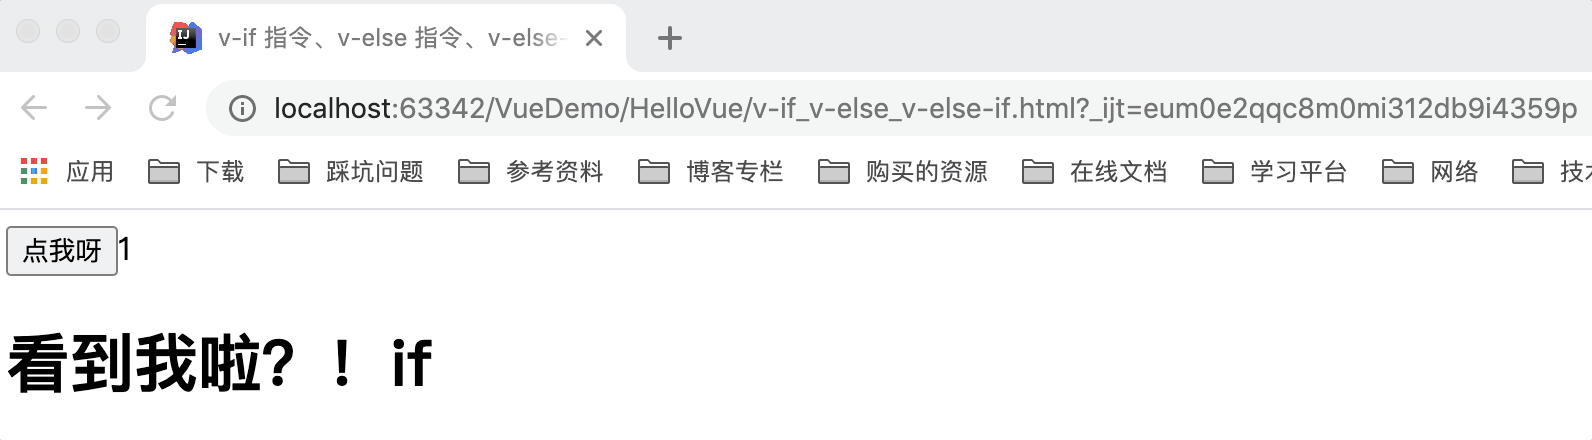 v-if 指令、v-else 指令、v-else-
localhost:63342/VueDemo/HelloVue/v-if_v-else_v-else-if.html?_ijt=eum0e2qqc8m0mi312db9i4359p
应用 下载 踩坑问题 参考资料 博客专栏 购买的资源 在线文档 学习平台 网络 技
点我呀1
看到我啦？！ if